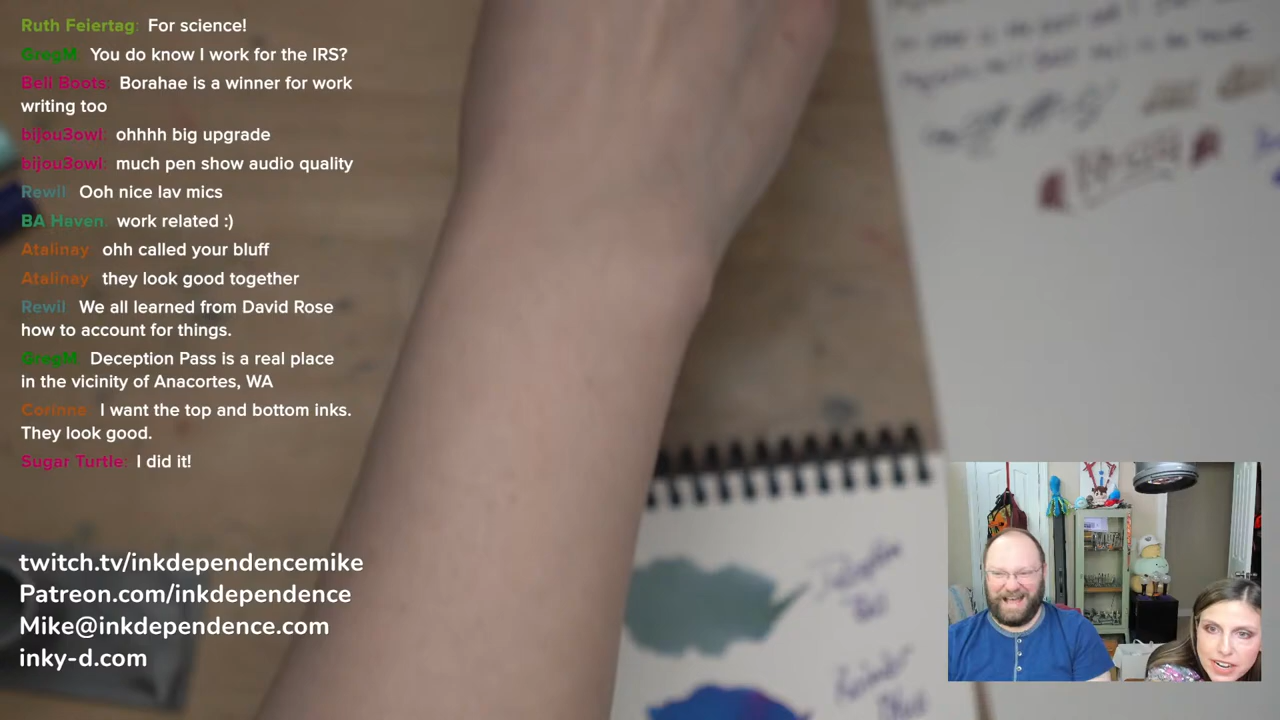 Ruth Feiertag: For science!
GregM: You do know I work for the IRS?
Bell Boots: Borahae is a winner for work
writing too
bijou3owl: ohhhh big upgrade
bijou3owl: much pen show audio quality
Rewil: Ooh nice lav mics
BA Haven: work related :)
Atalinay: ohh called your bluff
Atalinay: they look good together
Rewil: We all learned from David Rose
how to account for things.
GregM: Deception Pass is a real place
in the vicinity of Anacortes, WA
Corinne: I want the top and bottom inks.
They look good.
Sugar Turtle: I did it!
twitch.tv/inkdependencemike
Patreon.com/inkdependence
Mike@inkdependence.com
inky-d.com
Deception
Pass
Blue